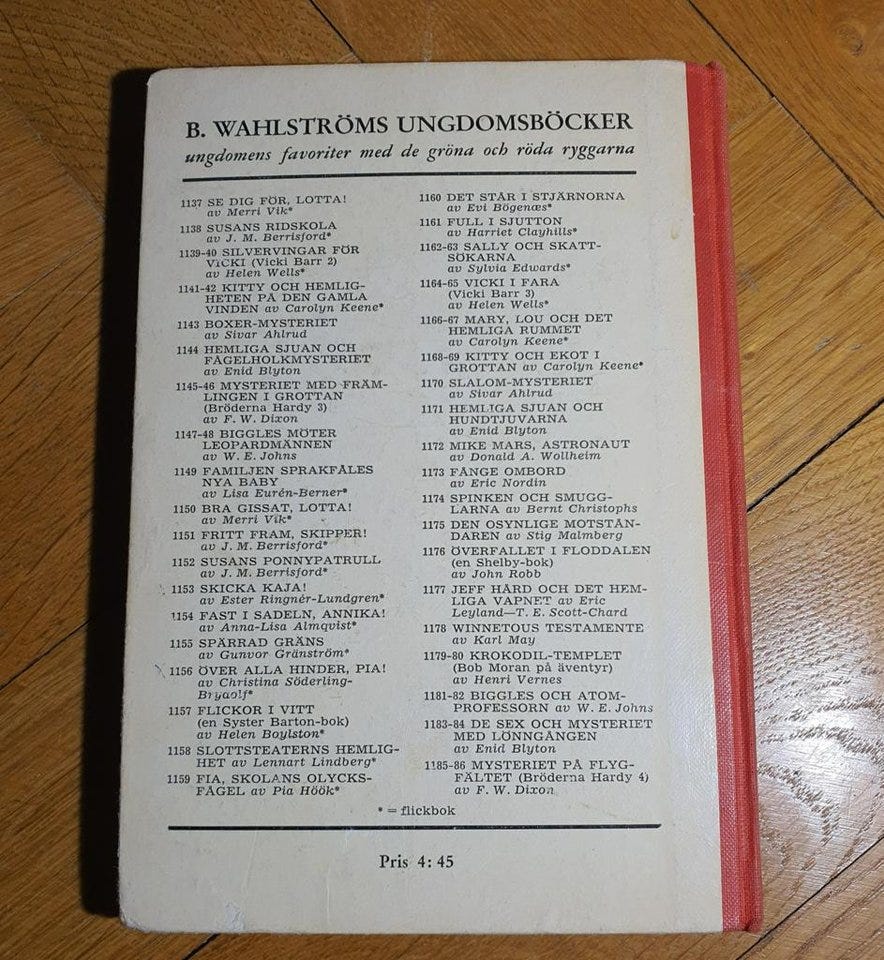 B. WAHLSTRÖMS UNGDOMSBÖCKER
ungdomens favoriter med de gröna och röda ryggarna
1137 SE DIG FÖR, LOTTA!
av Merri Vik*
1138 SUSANS RIDSKOLA
av J. M. Berrisford*
1139-40 SILVERVINGAR FÖR
VICKI (Vicki Barr 2)
av Helen Wells*
1141-42 KITTY OCH HEMLIG-
HETEN PÅ DEN GAMLA
VINDEN av Carolyn Keene*
1143 BOXER-MYSTERIET
av Sivar Ahlrud
1144 HEMLIGA SJUAN OCH
FÅGELHOLKMYSTERIET
av Enid Blyton
1145-46 MYSTERIET MED FRÄM-
LINGEN I GROTTAN
(Bröderna Hardy 3)
av F. W. Dixon
1147-48 BIGGLES MÖTER
LEOPARDMÄNNEN
av W. E. Johns
1149 FAMILJEN SPRAKFÅLES
NYA BABY
av Lisa Eurén-Berner*
1150 BRA GISSAT, LOTTA!
av Merri Vik*
1151 FRITT FRAM, SKIPPER!
av J. M. Berrisford*
1152 SUSANS PONNYPATRULL
av J. M. Berrisford*
1153 SKICKA KAJA!
av Ester Ringnér-Lundgren*
1154 FAST I SADELN, ANNIKA!
av Anna-Lisa Almqvist*
1155 SPÄRRAD GRÄNS
av Gunvor Gränström*
1156 ÖVER ALLA HINDER, PIA!
av Christina Söderling-
Brydolf*
1157 FLICKOR I VITT
(en Syster Barton-bok)
av Helen Boylston*
1158 SLOTTSTEATERNS HEMLIG-
HET av Lennart Lindberg*
1159 FIA, SKOLANS OLYCKS-
FÅGEL av Pia Höök*
1160 DET STÅR I STJÄRNORNA
av Evi Bögenæs*
1161 FULL I SJUTTON
av Harriet Clayhills*
1162-63 SALLY OCH SKATT-
SÖKARNA
av Sylvia Edwards*
1164-65 VICKI I FARA
(Vicki Barr 3)
av Helen Wells*
1166-67 MARY, LOU OCH DET
HEMLIGA RUMMET
av Carolyn Keene*
1168-69 KITTY OCH EKOT I
GROTTAN av Carolyn Keene*
1170 SLALOM-MYSTERIET
av Sivar Ahlrud
1171 HEMLIGA SJUAN OCH
HUNDTJUVARNA
av Enid Blyton
1172 MIKE MARS, ASTRONAUT
av Donald A. Wollheim
1173 FÅNGE OMBORD
av Eric Nordin
1174 SPINKEN OCH SMUGG-
LARNA av Bernt Christophs
1175 DEN OSYNLIGE MOTSTÅN-
DAREN av Stig Malmberg
1176 ÖVERFALLET I FLODDALEN
(en Shelby-bok)
av John Robb
1177 JEFF HÅRD OCH DET HEM-
LIGA VAPNET av Eric
Leyland—T. E. Scott-Chard
1178 WINNETOUS TESTAMENTE
av Karl May
1179-80 KROKODIL-TEMPLET
(Bob Moran på äventyr)
av Henri Vernes
1181-82 BIGGLES OCH ATOM-
PROFESSORN av W. E. Johns
1183-84 DE SEX OCH MYSTERIET
MED LÖNNGÅNGEN
av Enid Blyton
1185-86 MYSTERIET PÅ FLYG-
FÄLTET (Bröderna Hardy 4)
av F. W. Dixon
* = flickbok
Pris 4: 45